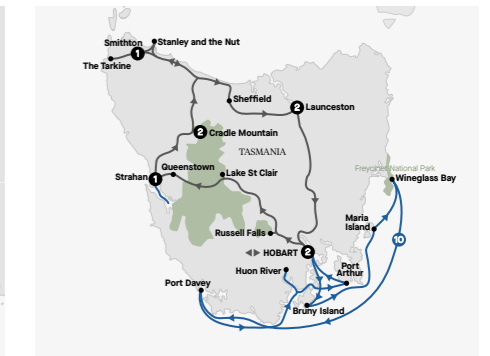 Smithton
Stanley and the Nut
1
The Tarkine
Sheffield
2
Launceston
2
Cradle Mountain
TASMANIA
Freycinet National Park
Queenstown
Lake St Clair
Strahan
1
Wineglass Bay
Maria
Island
Russell Falls
10
HOBART
2
Huon River
Port
Arthur
Port Davey
Bruny Island